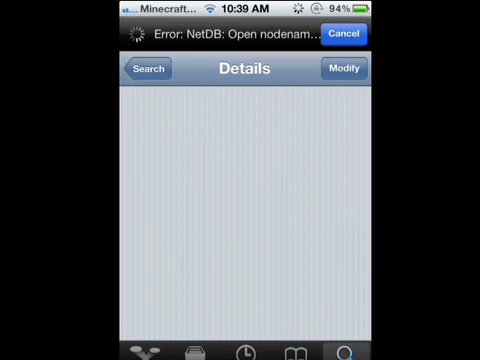 Minecraft... 10:39 AM 94%
Error: NetDB: Open nodenam... Cancel
Search Details Modify